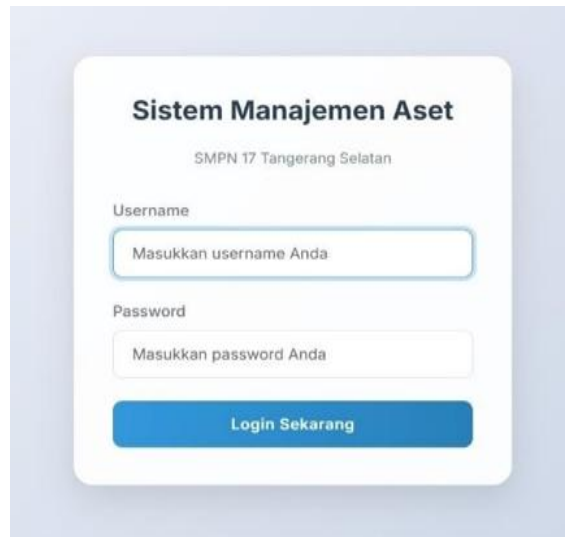 Sistem Manajemen Aset
SMPN 17 Tangerang Selatan
Username
Masukkan username Anda
Password
Masukkan password Anda
Login Sekarang